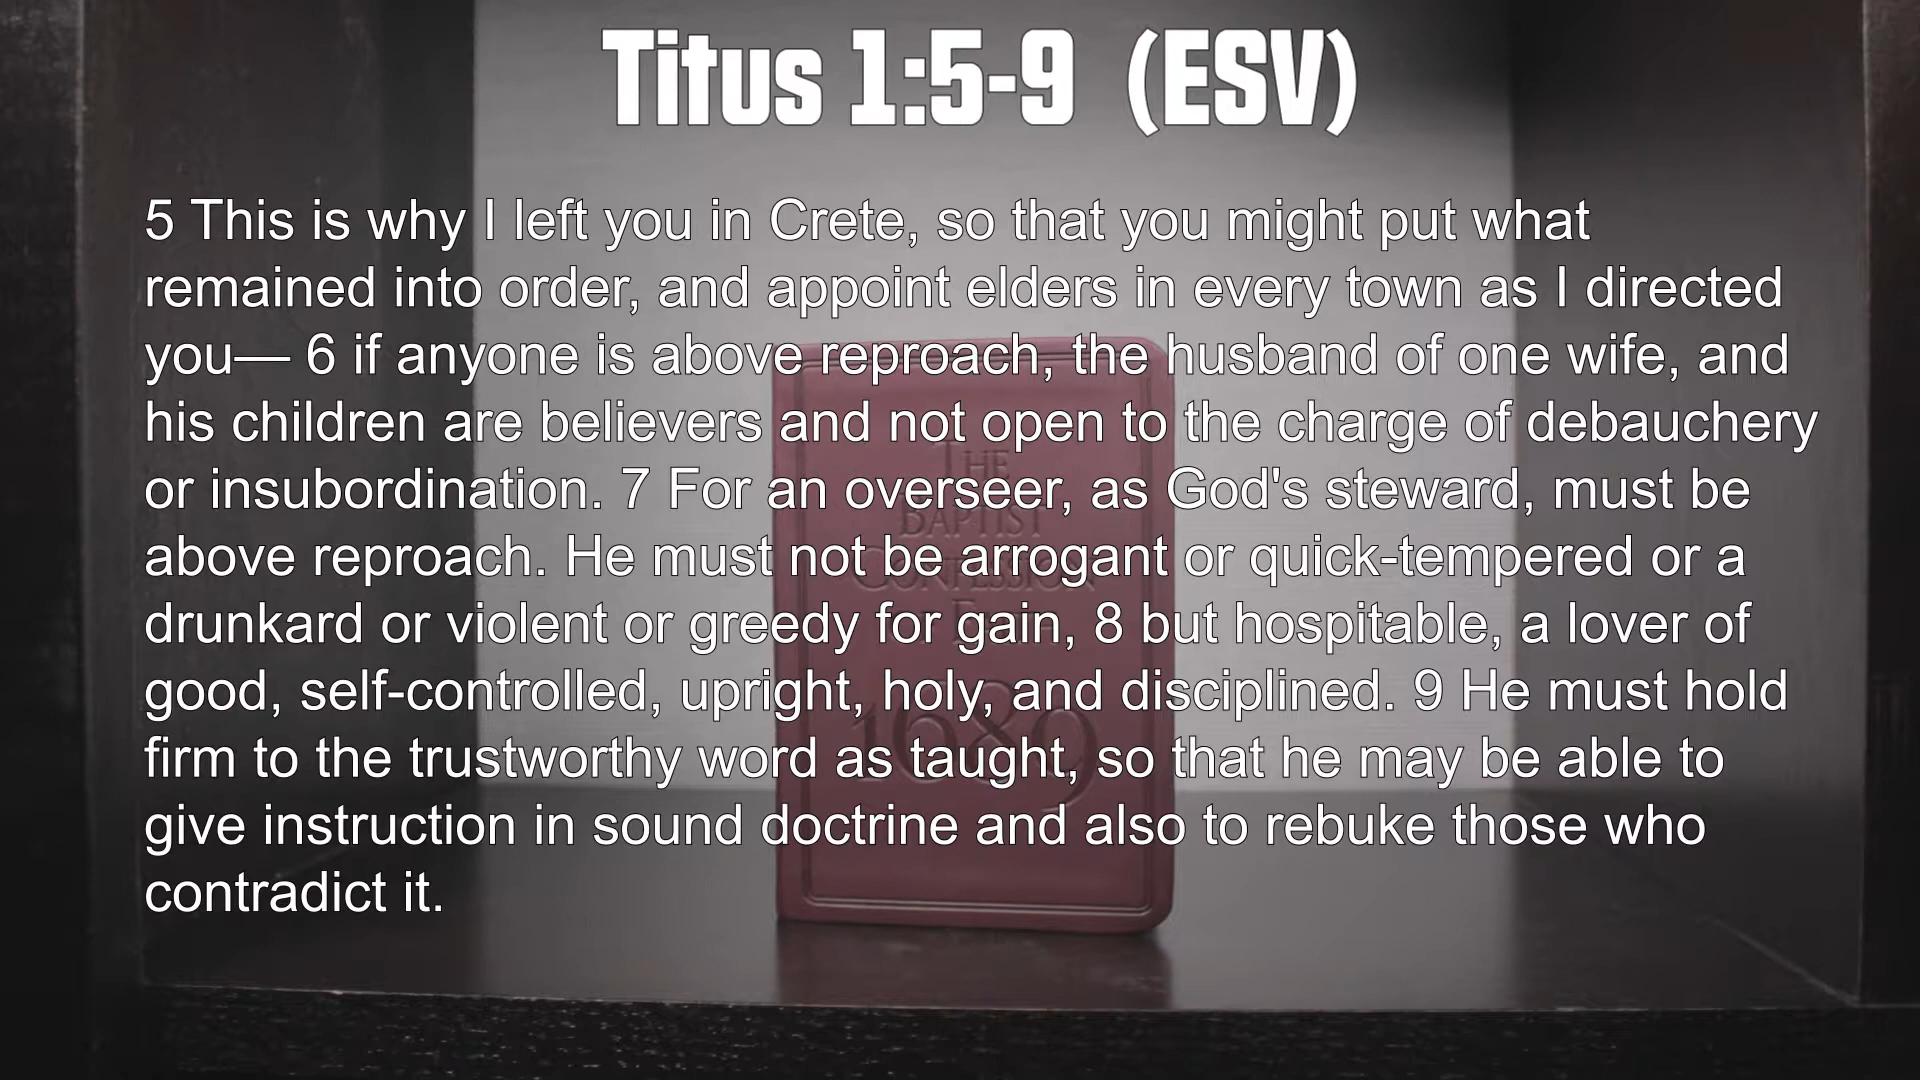 Titus 1:5-9 (ESV)
5 This is why I left you in Crete, so that you might put what
remained into order, and appoint elders in every town as I directed
you— 6 if anyone is above reproach, the husband of one wife, and
his children are believers and not open to the charge of debauchery
or insubordination. 7 For an overseer, as God's steward, must be
above reproach. He must not be arrogant or quick-tempered or a
drunkard or violent or greedy for gain, 8 but hospitable, a lover of
good, self-controlled, upright, holy, and disciplined. 9 He must hold
firm to the trustworthy word as taught, so that he may be able to
give instruction in sound doctrine and also to rebuke those who
contradict it.
THE
BAPTIST
CONFESSION
1689